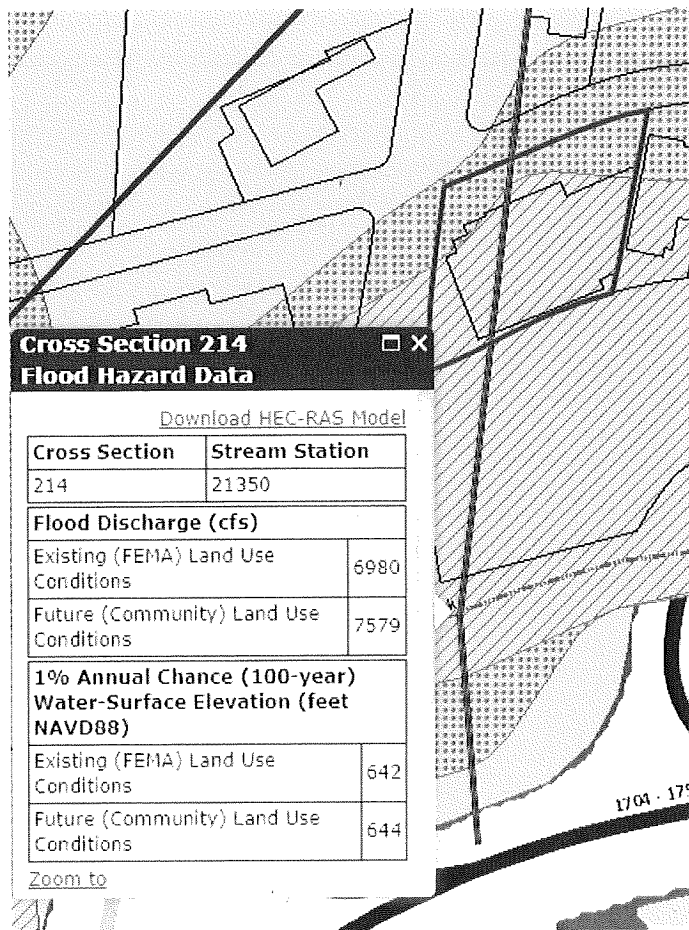 Cross Section 214
Flood Hazard Data
Download HEC-RAS Model
Cross Section Stream Station
214 21350
Flood Discharge (cfs)
Existing (FEMA) Land Use
Conditions
6980
Future (Community) Land Use
Conditions
7579
1% Annual Chance (100-year)
Water-Surface Elevation (feet
NAVD88)
Existing (FEMA) Land Use
Conditions
642
Future (Community) Land Use
Conditions
644
Zoom to
1704 - 175